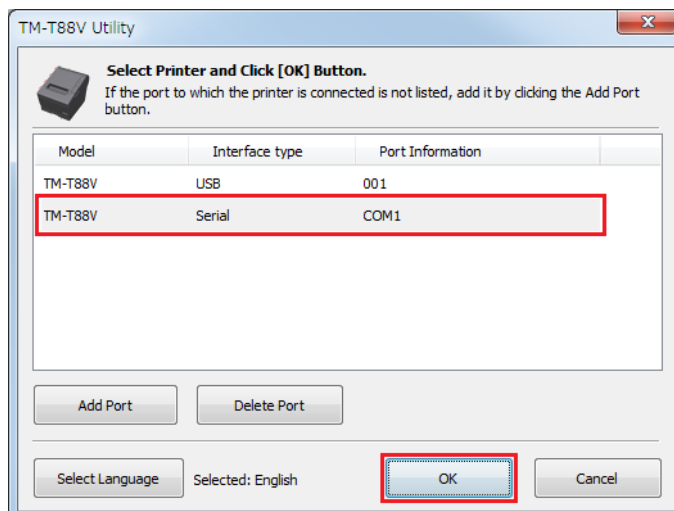 TM-T88V Utility
Select Printer and Click [OK] Button.
If the port to which the printer is connected is not listed, add it by clicking the Add Port
button.
Model Interface type Port Information
TM-T88V USB 001
TM-T88V Serial COM1
Add Port Delete Port
Select Language Selected: English OK Cancel